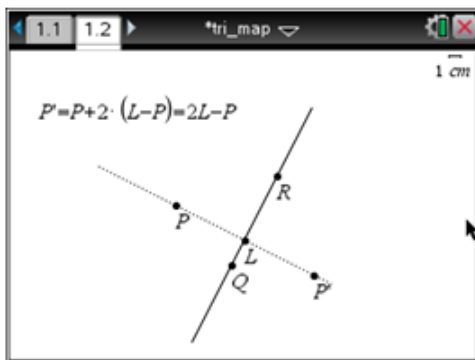 1.1 1.2 *tri_map
1 cm
P'=P+2· (L−P)=2L−P
R
P
L
Q
P'